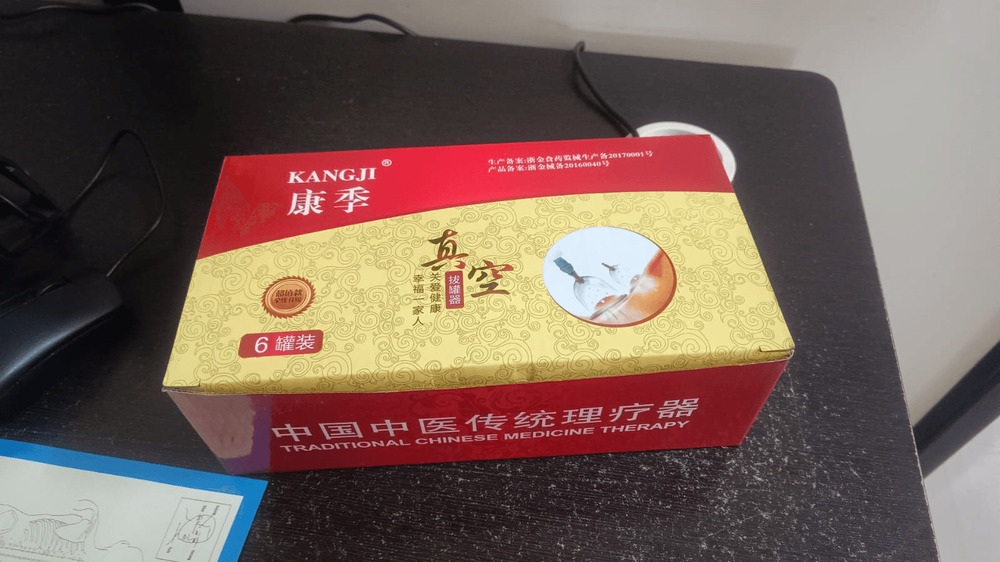 KANGJI®
康季
生产备案:浙金食药监械生产备20170001号
产品备案:浙金械备20160040号
真空
拔罐器
关爱健康
幸福一家人
超值款
6罐装
中国中医传统理疗器
TRADITIONAL CHINESE MEDICINE THERAPY